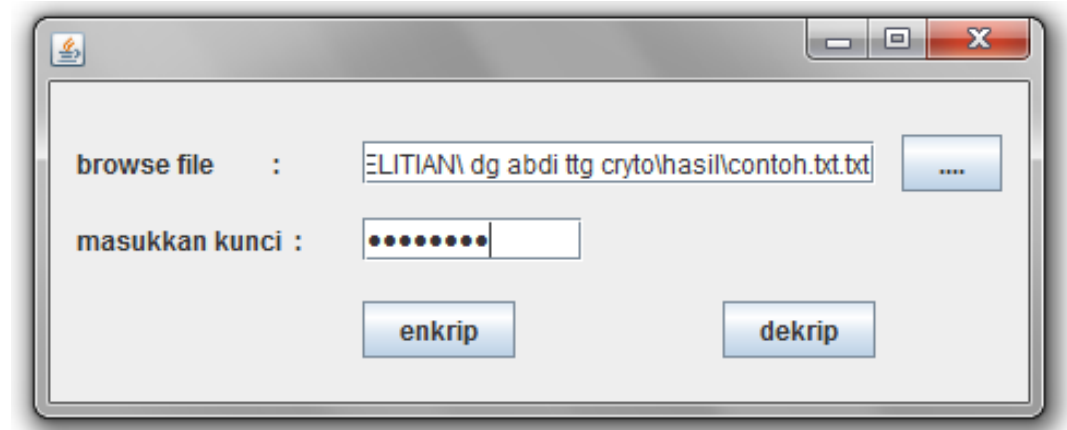 browse file : ELITIAN\ dg abdi ttg cryto\hasil\contoh.txt.txt ....
masukkan kunci : ••••••••
enkrip dekrip